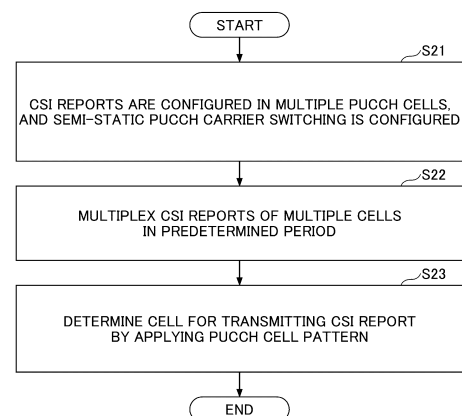 START
S21
CSI REPORTS ARE CONFIGURED IN MULTIPLE PUCCH CELLS,
AND SEMI-STATIC PUCCH CARRIER SWITCHING IS CONFIGURED
S22
MULTIPLEX CSI REPORTS OF MULTIPLE CELLS
IN PREDETERMINED PERIOD
S23
DETERMINE CELL FOR TRANSMITTING CSI REPORT
BY APPLYING PUCCH CELL PATTERN
END